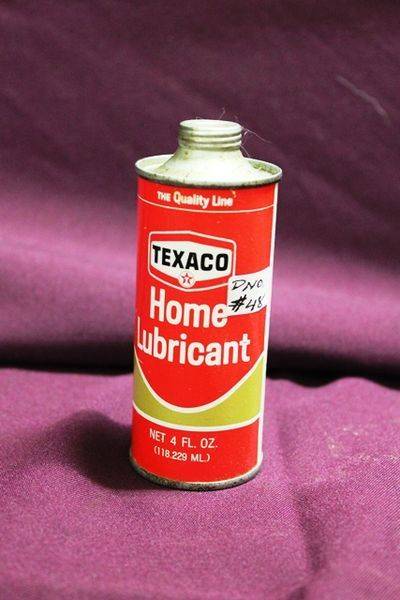 THE Quality Line
TEXACO
T
DNO
#48
Home
Lubricant
NET 4 FL. OZ.
(118.229 ML.)